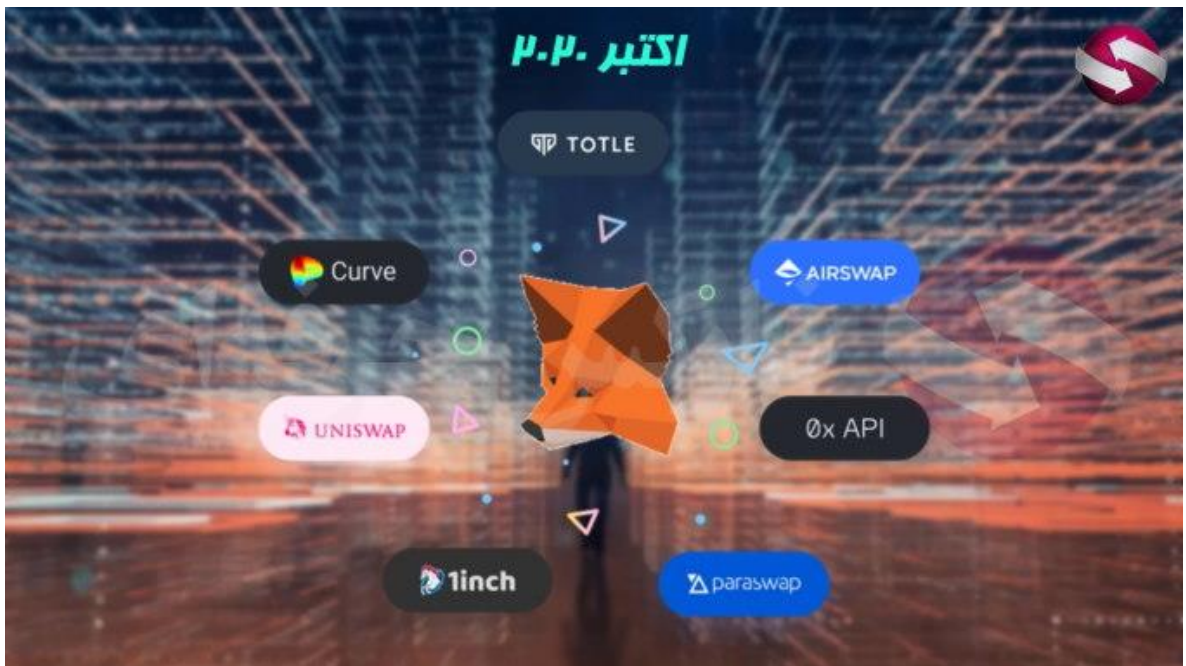 اکتبر ۲۰۲۰
TOTLE
Curve
AIRSWAP
UNISWAP
0x API
1inch
paraswap